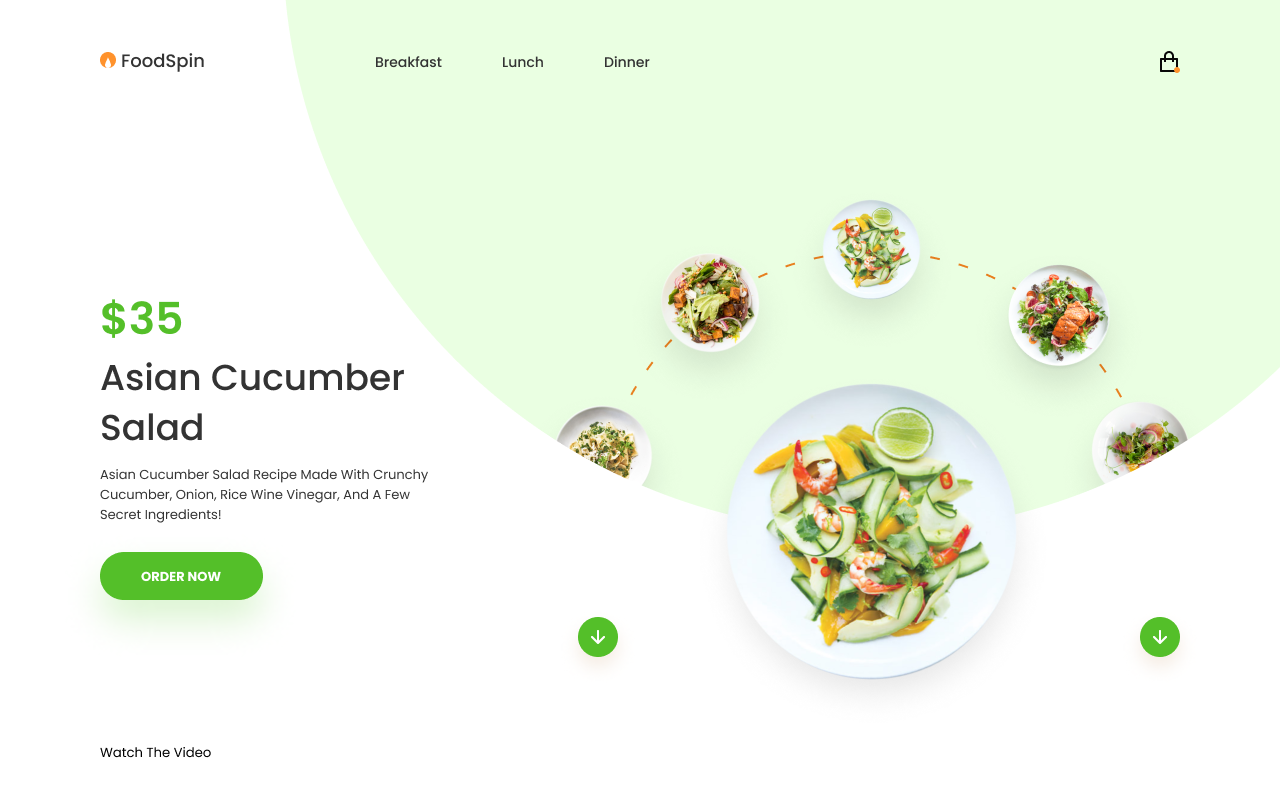 FoodSpin
Breakfast
Lunch
Dinner
$35
Asian Cucumber
Salad
Asian Cucumber Salad Recipe Made With Crunchy
Cucumber, Onion, Rice Wine Vinegar, And A Few
Secret Ingredients!
ORDER NOW
Watch The Video